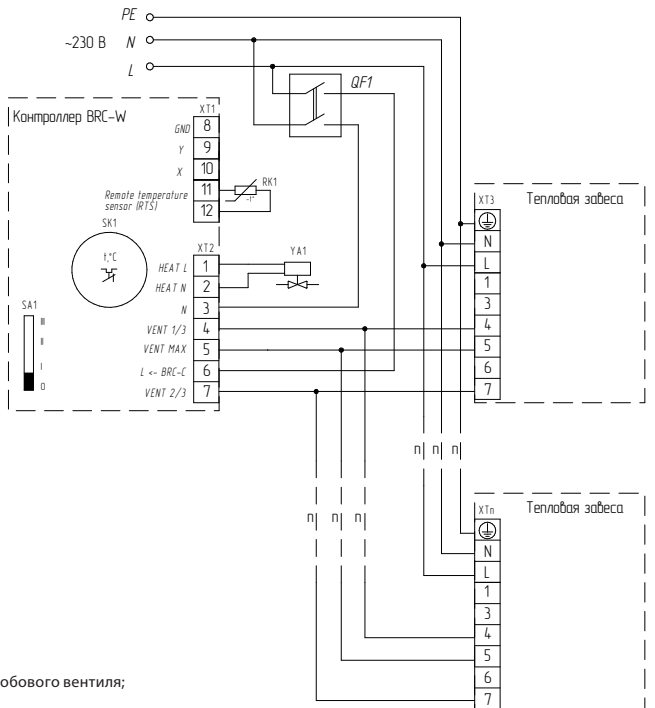 PE
~230 В N
L
QF1
Контроллер BRC-W
XT1
GND 8
Y 9
X 10
Remote temperature
sensor (RTS)
11
12
RK1
-t°
SK1
t,°C
SA1
III
II
I
0
XT2
HEAT L 1
HEAT N 2
N 3
VENT 1/3 4
VENT MAX 5
L <- BRC-C 6
VENT 2/3 7
YA1
XT3 Тепловая завеса
N
L
1
3
4
5
6
7
п п п
п п п
XTn Тепловая завеса
N
L
1
3
4
5
6
7
обового вентиля;